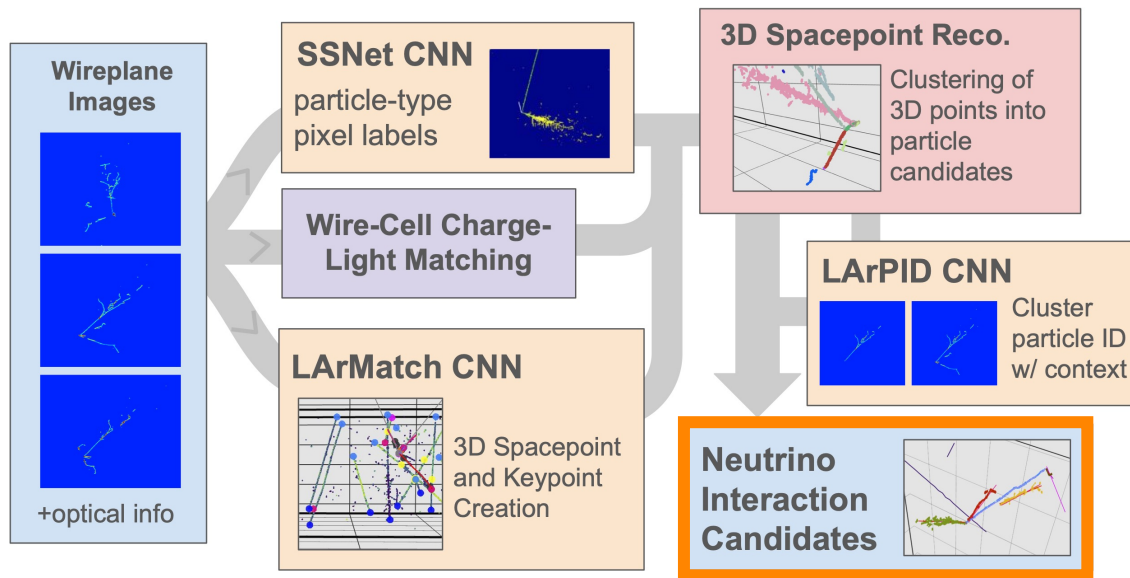 Wireplane
Images
+optical info
SSNet CNN
particle-type
pixel labels
Wire-Cell Charge-
Light Matching
LArMatch CNN
3D Spacepoint
and Keypoint
Creation
3D Spacepoint Reco.
Clustering of
3D points into
particle
candidates
LArPID CNN
Cluster
particle ID
w/ context
Neutrino
Interaction
Candidates